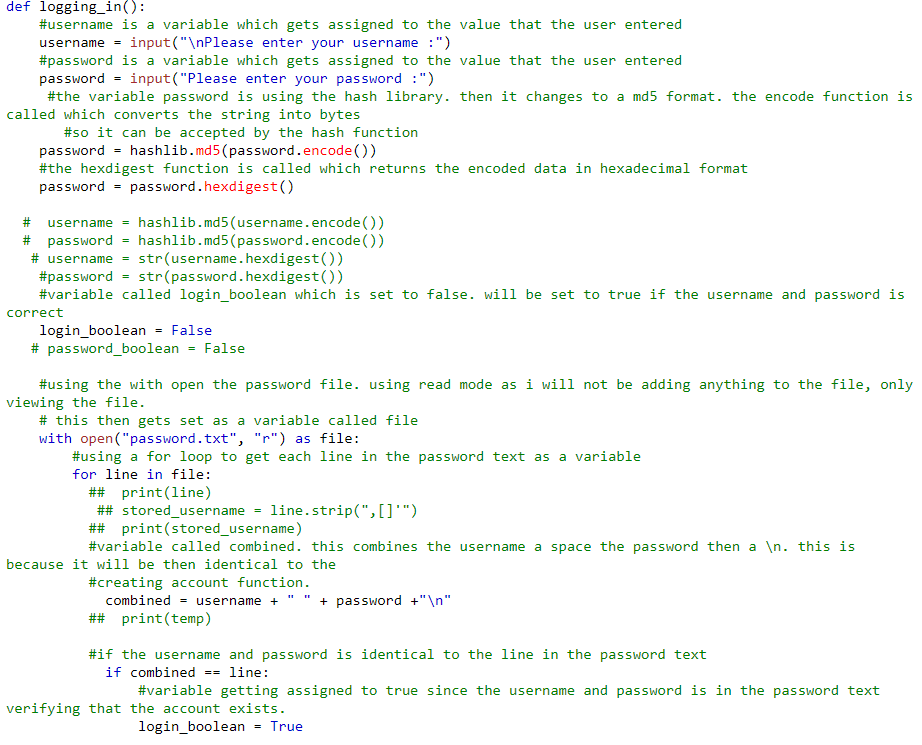 def logging_in():
    #username is a variable which gets assigned to the value that the user entered
    username = input("\nPlease enter your username :")
    #password is a variable which gets assigned to the value that the user entered
    password = input("Please enter your password :")
     #the variable password is using the hash library. then it changes to a md5 format. the encode function is
called which converts the string into bytes
       #so it can be accepted by the hash function
    password = hashlib.md5(password.encode())
    #the hexdigest function is called which returns the encoded data in hexadecimal format
    password = password.hexdigest()

  #  username = hashlib.md5(username.encode())
  #  password = hashlib.md5(password.encode())
   # username = str(username.hexdigest())
    #password = str(password.hexdigest())
    #variable called login_boolean which is set to false. will be set to true if the username and password is
correct
    login_boolean = False
   # password_boolean = False

    #using the with open the password file. using read mode as i will not be adding anything to the file, only
viewing the file.
    # this then gets set as a variable called file
    with open("password.txt", "r") as file:
        #using a for loop to get each line in the password text as a variable
        for line in file:
          ##  print(line)
           ## stored_username = line.strip(",[]'")
          ##  print(stored_username)
          #variable called combined. this combines the username a space the password then a \n. this is
because it will be then identical to the
          #creating account function.
            combined = username + " " + password +"\n"
          ##  print(temp)

          #if the username and password is identical to the line in the password text
            if combined == line:
                #variable getting assigned to true since the username and password is in the password text
verifying that the account exists.
                login_boolean = True